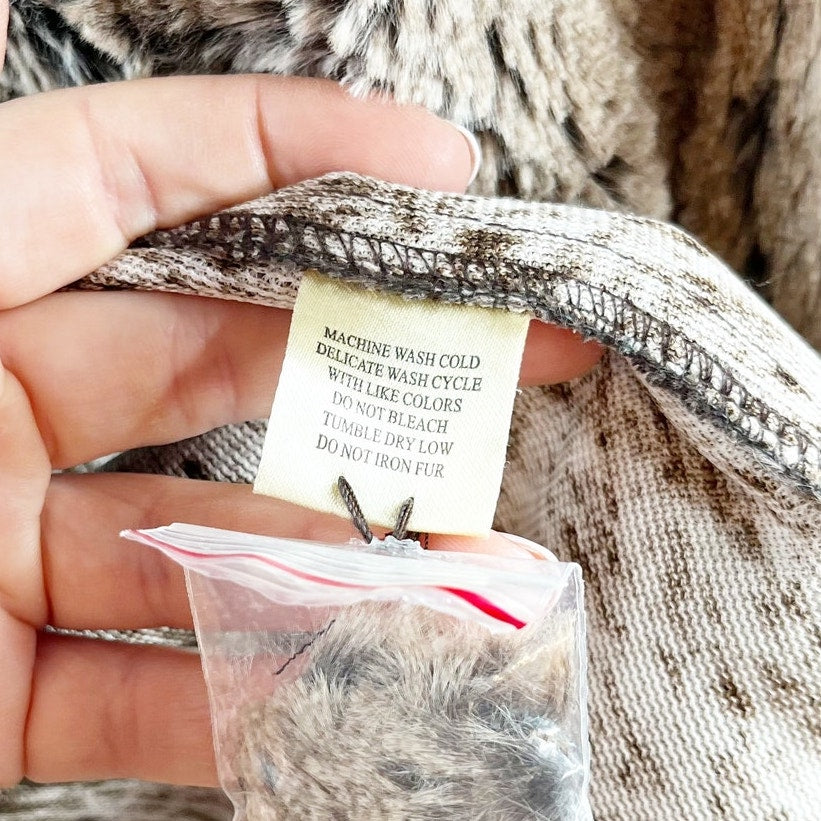 MACHINE WASH COLD
DELICATE WASH CYCLE
WITH LIKE COLORS
DO NOT BLEACH
TUMBLE DRY LOW
DO NOT IRON FUR